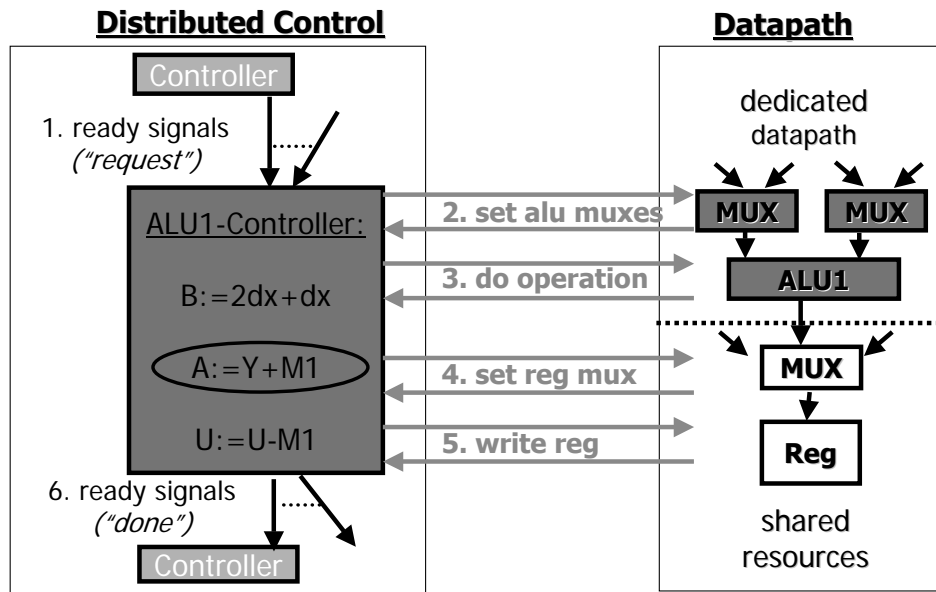 Distributed Control
Controller
1. ready signals
("request")
ALU1-Controller:
B:=2dx+dx
A:=Y+M1
U:=U-M1
6. ready signals
("done")
Controller
2. set alu muxes
3. do operation
4. set reg mux
5. write reg
Datapath
dedicated
datapath
MUX MUX
ALU1
MUX
Reg
shared
resources